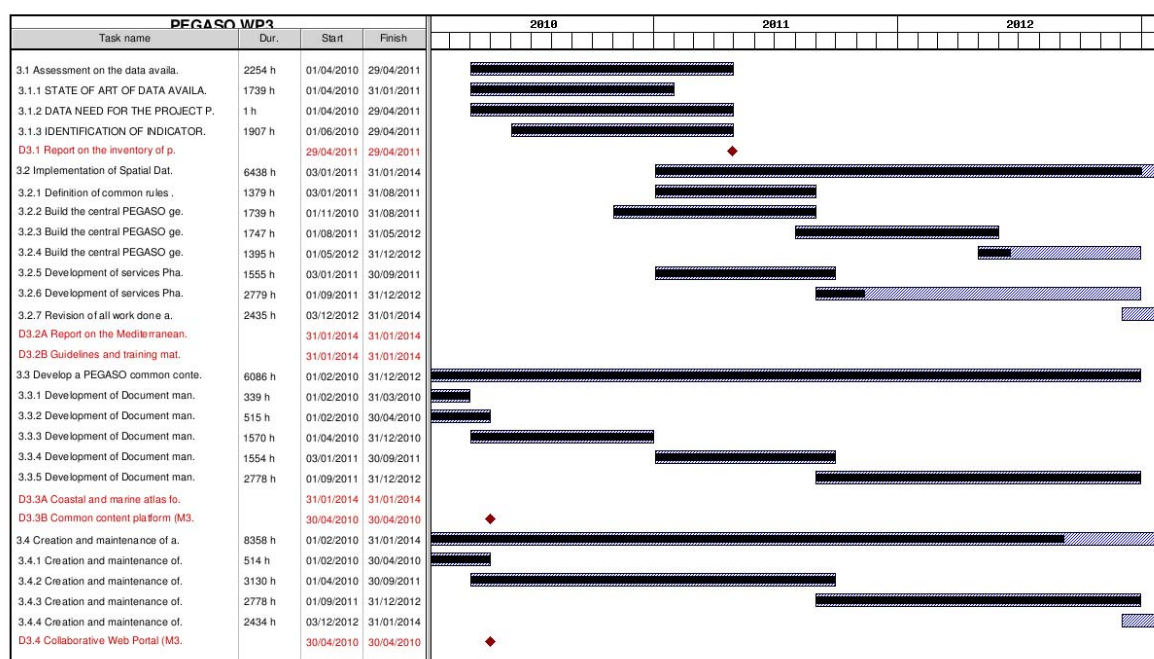 PEGASO WP3 2010 2011 2012
Task name Dur. Start Finish
3.1 Assessment on the data availa. 2254 h 01/04/2010 29/04/2011
3.1.1 STATE OF ART OF DATA AVAILA. 1739 h 01/04/2010 31/01/2011
3.1.2 DATA NEED FOR THE PROJECT P. 1 h 01/04/2010 29/04/2011
3.1.3 IDENTIFICATION OF INDICATOR. 1907 h 01/06/2010 29/04/2011
D3.1 Report on the inventory of p. 29/04/2011 29/04/2011
3.2 Implementation of Spatial Dat. 6438 h 03/01/2011 31/01/2014
3.2.1 Definition of common rules . 1379 h 03/01/2011 31/08/2011
3.2.2 Build the central PEGASO ge. 1739 h 01/11/2010 31/08/2011
3.2.3 Build the central PEGASO ge. 1747 h 01/08/2011 31/05/2012
3.2.4 Build the central PEGASO ge. 1395 h 01/05/2012 31/12/2012
3.2.5 Development of services Pha. 1555 h 03/01/2011 30/09/2011
3.2.6 Development of services Pha. 2779 h 01/09/2011 31/12/2012
3.2.7 Revision of all work done a. 2435 h 03/12/2012 31/01/2014
D3.2A Report on the Mediterranean. 31/01/2014 31/01/2014
D3.2B Guidelines and training mat. 31/01/2014 31/01/2014
3.3 Develop a PEGASO common conte. 6086 h 01/02/2010 31/12/2012
3.3.1 Development of Document man. 339 h 01/02/2010 31/03/2010
3.3.2 Development of Document man. 515 h 01/02/2010 30/04/2010
3.3.3 Development of Document man. 1570 h 01/04/2010 31/12/2010
3.3.4 Development of Document man. 1554 h 03/01/2011 30/09/2011
3.3.5 Development of Document man. 2778 h 01/09/2011 31/12/2012
D3.3A Coastal and marine atlas fo. 31/01/2014 31/01/2014
D3.3B Common content platform (M3. 30/04/2010 30/04/2010
3.4 Creation and maintenance of a. 8358 h 01/02/2010 31/01/2014
3.4.1 Creation and maintenance of. 514 h 01/02/2010 30/04/2010
3.4.2 Creation and maintenance of. 3130 h 01/04/2010 30/09/2011
3.4.3 Creation and maintenance of. 2778 h 01/09/2011 31/12/2012
3.4.4 Creation and maintenance of. 2434 h 03/12/2012 31/01/2014
D3.4 Collaborative Web Portal (M3. 30/04/2010 30/04/2010